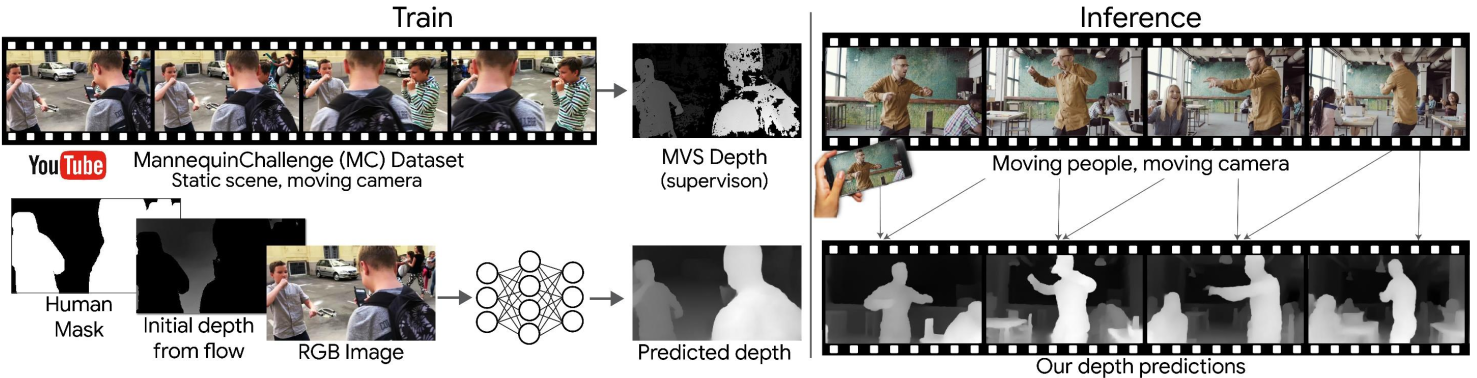 Train
YouTube
MannequinChallenge (MC) Dataset
Static scene, moving camera
MVS Depth
(supervison)
Human
Mask
Initial depth
from flow
RGB Image
Predicted depth
Inference
Moving people, moving camera
Our depth predictions